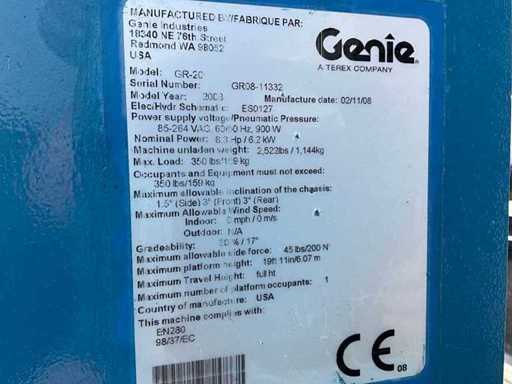 MANUFACTURED BY/FABRIQUE PAR:
Genie Industries
18340 NE 76th Street
Redmond WA 98052
USA
Genie
A TEREX COMPANY
Model: GR-20
Serial Number: GR08-11332
Model Year: 2008 Manufacture date: 02/11/08
Elec/Hydr Schematic: ES0127
Power supply voltage/Pneumatic Pressure:
85-264 VAC, 50/60 Hz, 900 W
Nominal Power: 8.3 Hp / 6.2 kW
Machine unladen weight: 2,522lbs / 1,144kg
Max. Load: 350 lbs/159 kg
Occupants and Equipment must not exceed:
350 lbs/159 kg
Maximum allowable inclination of the chassis:
1.5° (Side) 3° (Front) 3° (Rear)
Maximum Allowable Wind Speed:
Indoor: 0 mph / 0 m/s
Outdoor: N/A
Gradeability: 30 % / 17°
Maximum allowable side force: 45 lbs/200 N
Maximum platform height: 19ft 11in/6.07 m
Maximum Travel Height: full ht
Maximum number of platform occupants: 1
Country of manufacture: USA
This machine complies with:
EN280
98/37/EC
CE 08